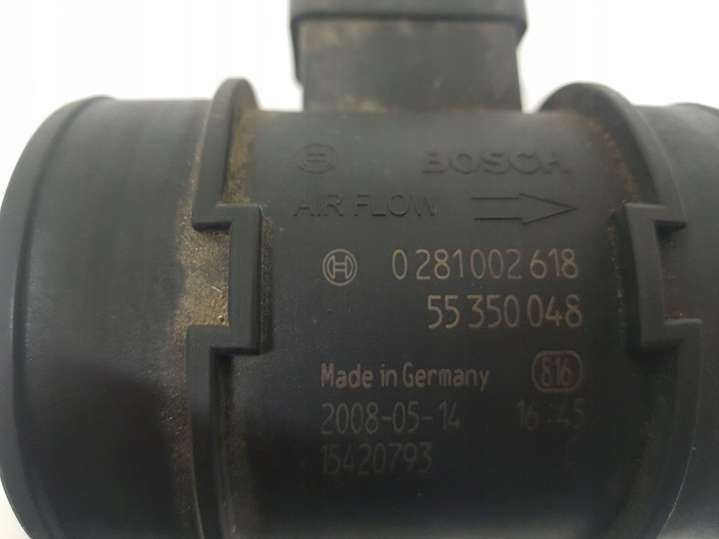 BOSCH
AIR FLOW
0 281 002 618
55 350 048
Made in Germany 816
2008-05-14 16:45
15420793